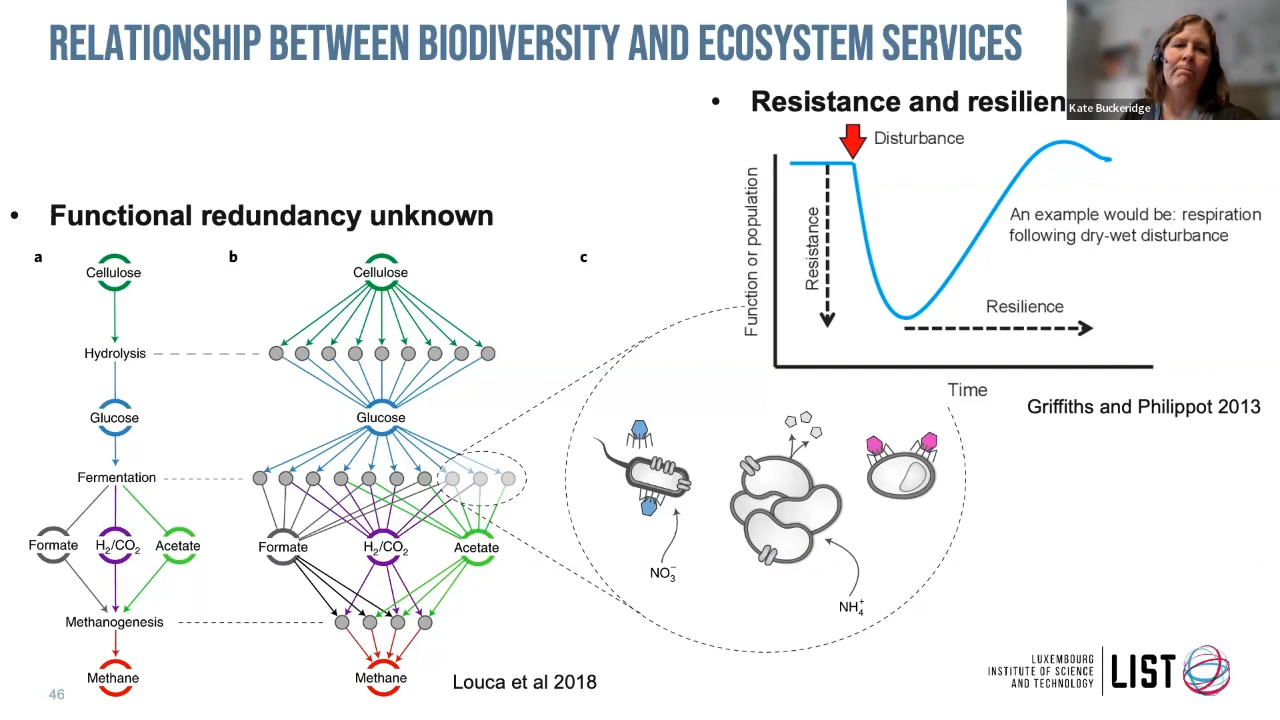 RELATIONSHIP BETWEEN BIODIVERSITY AND ECOSYSTEM SERVICES
Kate Buckeridge
• Resistance and resilien
Disturbance
Function or population
Resistance
An example would be: respiration
following dry-wet disturbance
Resilience
Time
Griffiths and Philippot 2013
• Functional redundancy unknown
a
Cellulose
Hydrolysis
Glucose
Fermentation
Formate
H₂/CO₂
Acetate
Methanogenesis
Methane
b
Cellulose
Glucose
Formate
H₂/CO₂
Acetate
Methane
c
NO₃⁻
NH₄⁺
Louca et al 2018
46
LUXEMBOURG
INSTITUTE OF SCIENCE
AND TECHNOLOGY
LIST